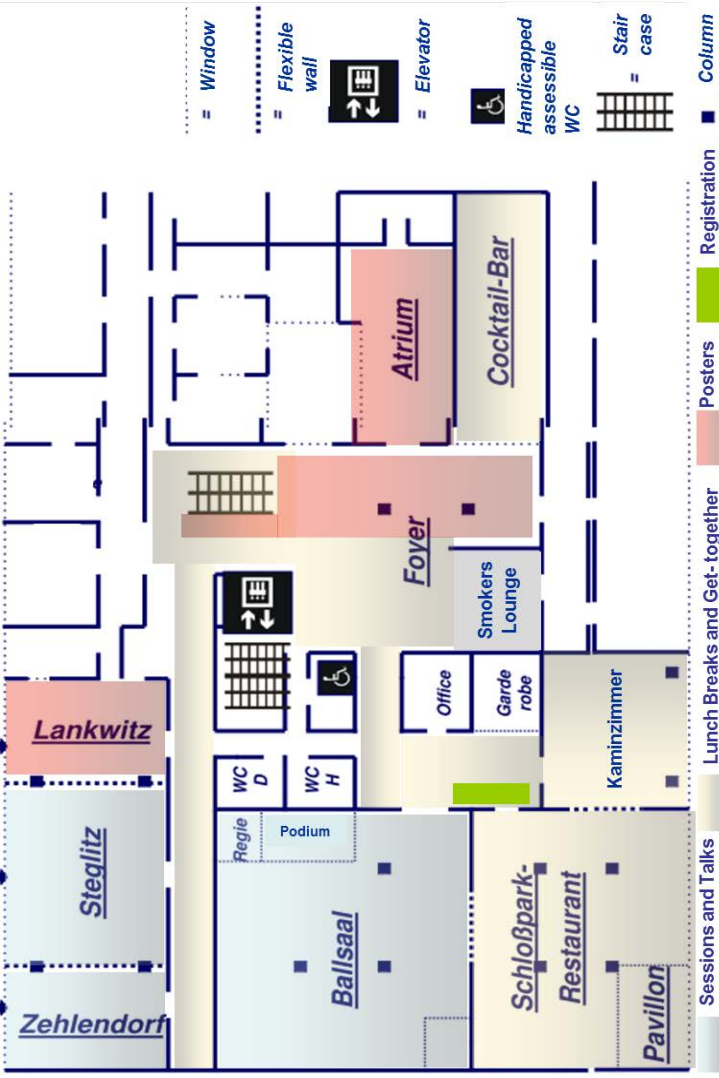 = Window
= Flexible
wall
= Elevator
Handicapped
assessible
WC
= Stair
case
Column
Atrium
Cocktail-Bar
Foyer
Smokers
Lounge
Lankwitz
Office
Garde
robe
Kaminzimmer
WC
D
WC
H
Steglitz
Regie
Podium
Ballsaal
Schloßpark-
Restaurant
Zehlendorf
Pavillon
Sessions and Talks
Lunch Breaks and Get-together
Posters
Registration